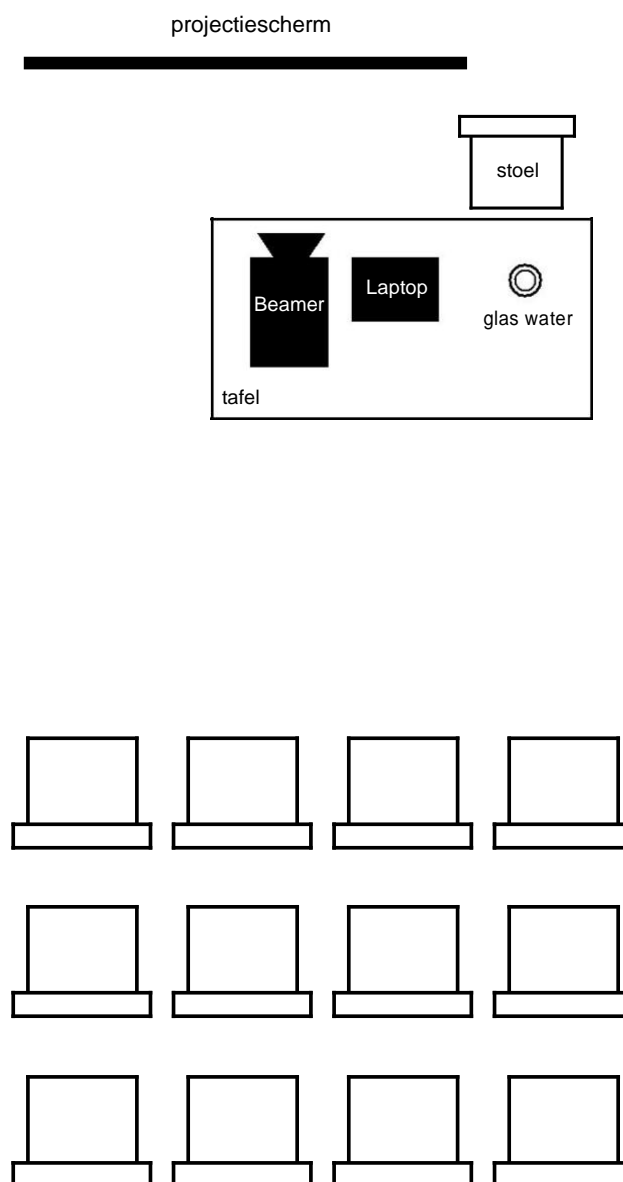 projectiescherm
stoel
Beamer
Laptop
glas water
tafel